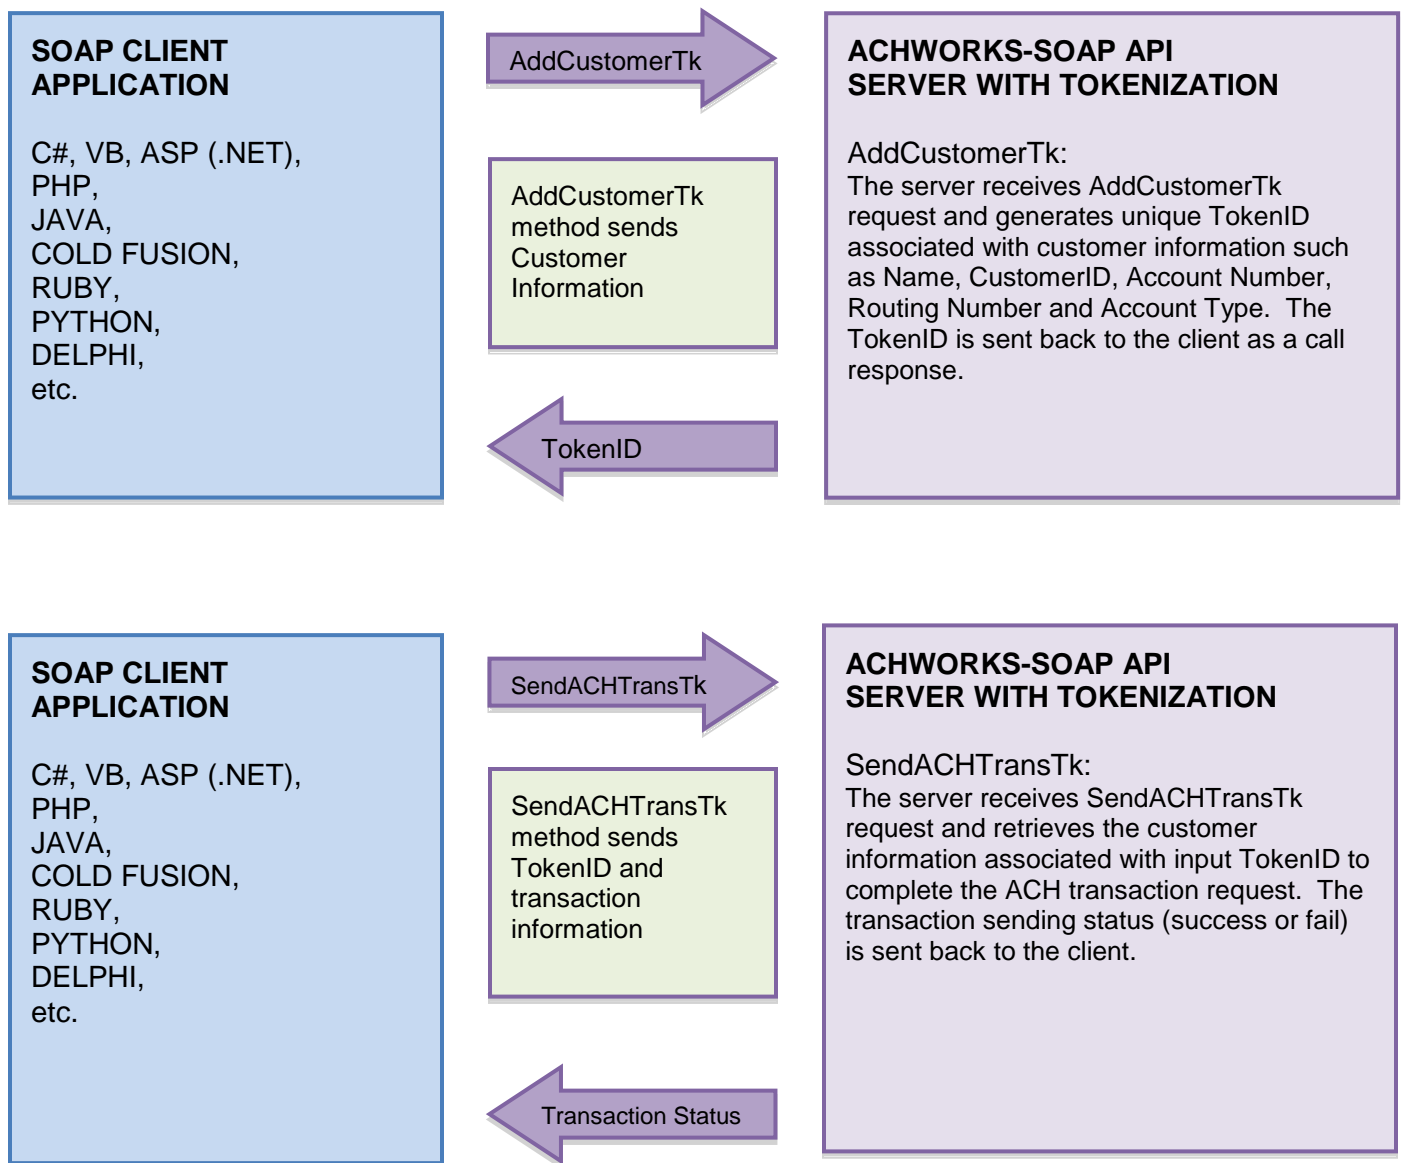 SOAP CLIENT
APPLICATION
C#, VB, ASP (.NET),
PHP,
JAVA,
COLD FUSION,
RUBY,
PYTHON,
DELPHI,
etc.
AddCustomerTk
AddCustomerTk
method sends
Customer
Information
TokenID
ACHWORKS-SOAP API
SERVER WITH TOKENIZATION
AddCustomerTk:
The server receives AddCustomerTk
request and generates unique TokenID
associated with customer information such
as Name, CustomerID, Account Number,
Routing Number and Account Type.  The
TokenID is sent back to the client as a call
response.
SOAP CLIENT
APPLICATION
C#, VB, ASP (.NET),
PHP,
JAVA,
COLD FUSION,
RUBY,
PYTHON,
DELPHI,
etc.
SendACHTransTk
SendACHTransTk
method sends
TokenID and
transaction
information
Transaction Status
ACHWORKS-SOAP API
SERVER WITH TOKENIZATION
SendACHTransTk:
The server receives SendACHTransTk
request and retrieves the customer
information associated with input TokenID to
complete the ACH transaction request.  The
transaction sending status (success or fail)
is sent back to the client.